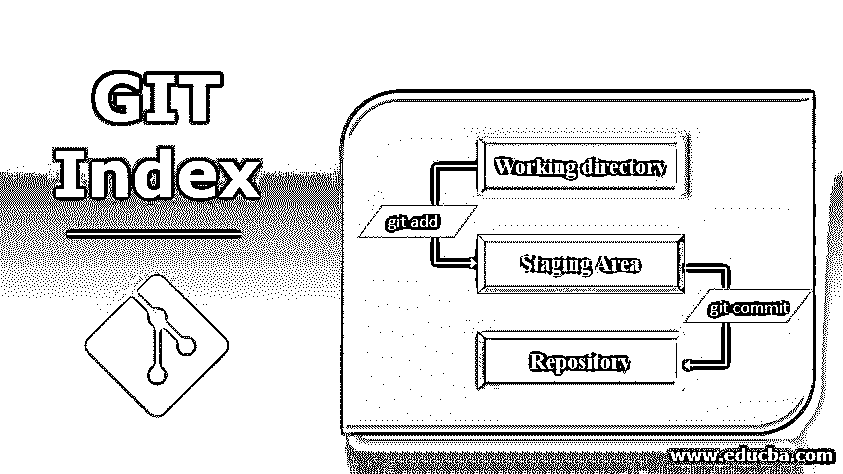 GIT
Index
Working directory
git add
Staging Area
git commit
Repository
www.educba.com